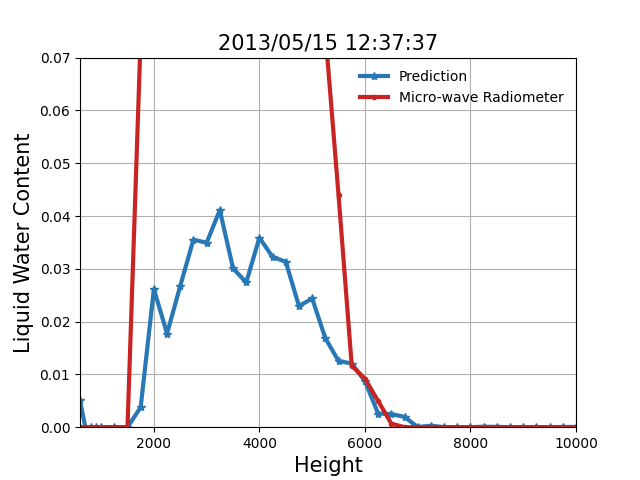 2013/05/15 12:37:37
Prediction
Micro-wave Radiometer
Liquid Water Content
0.07
0.06
0.05
0.04
0.03
0.02
0.01
0.00
2000 4000 6000 8000 10000
Height